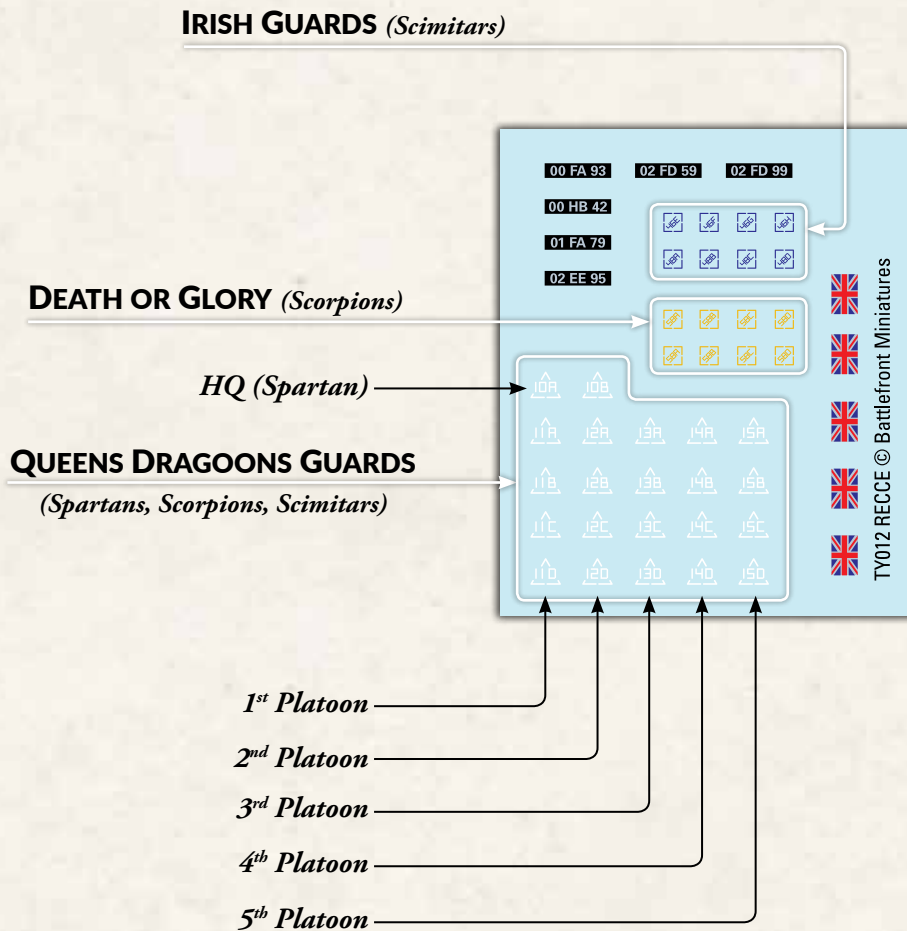 IRISH GUARDS (Scimitars)
00 FA 93 02 FD 59 02 FD 99
00 HB 42
01 FA 79
02 EE 95
DEATH OR GLORY (Scorpions)
HQ (Spartan)
10A 10B
11A 12A 13A 14A 15A
QUEENS DRAGOONS GUARDS
(Spartans, Scorpions, Scimitars)
11B 12B 13B 14B 15B
11C 12C 13C 14C 15C
11D 12D 13D 14D 15D
TY012 RECCE © Battlefront Miniatures
1st Platoon
2nd Platoon
3rd Platoon
4th Platoon
5th Platoon